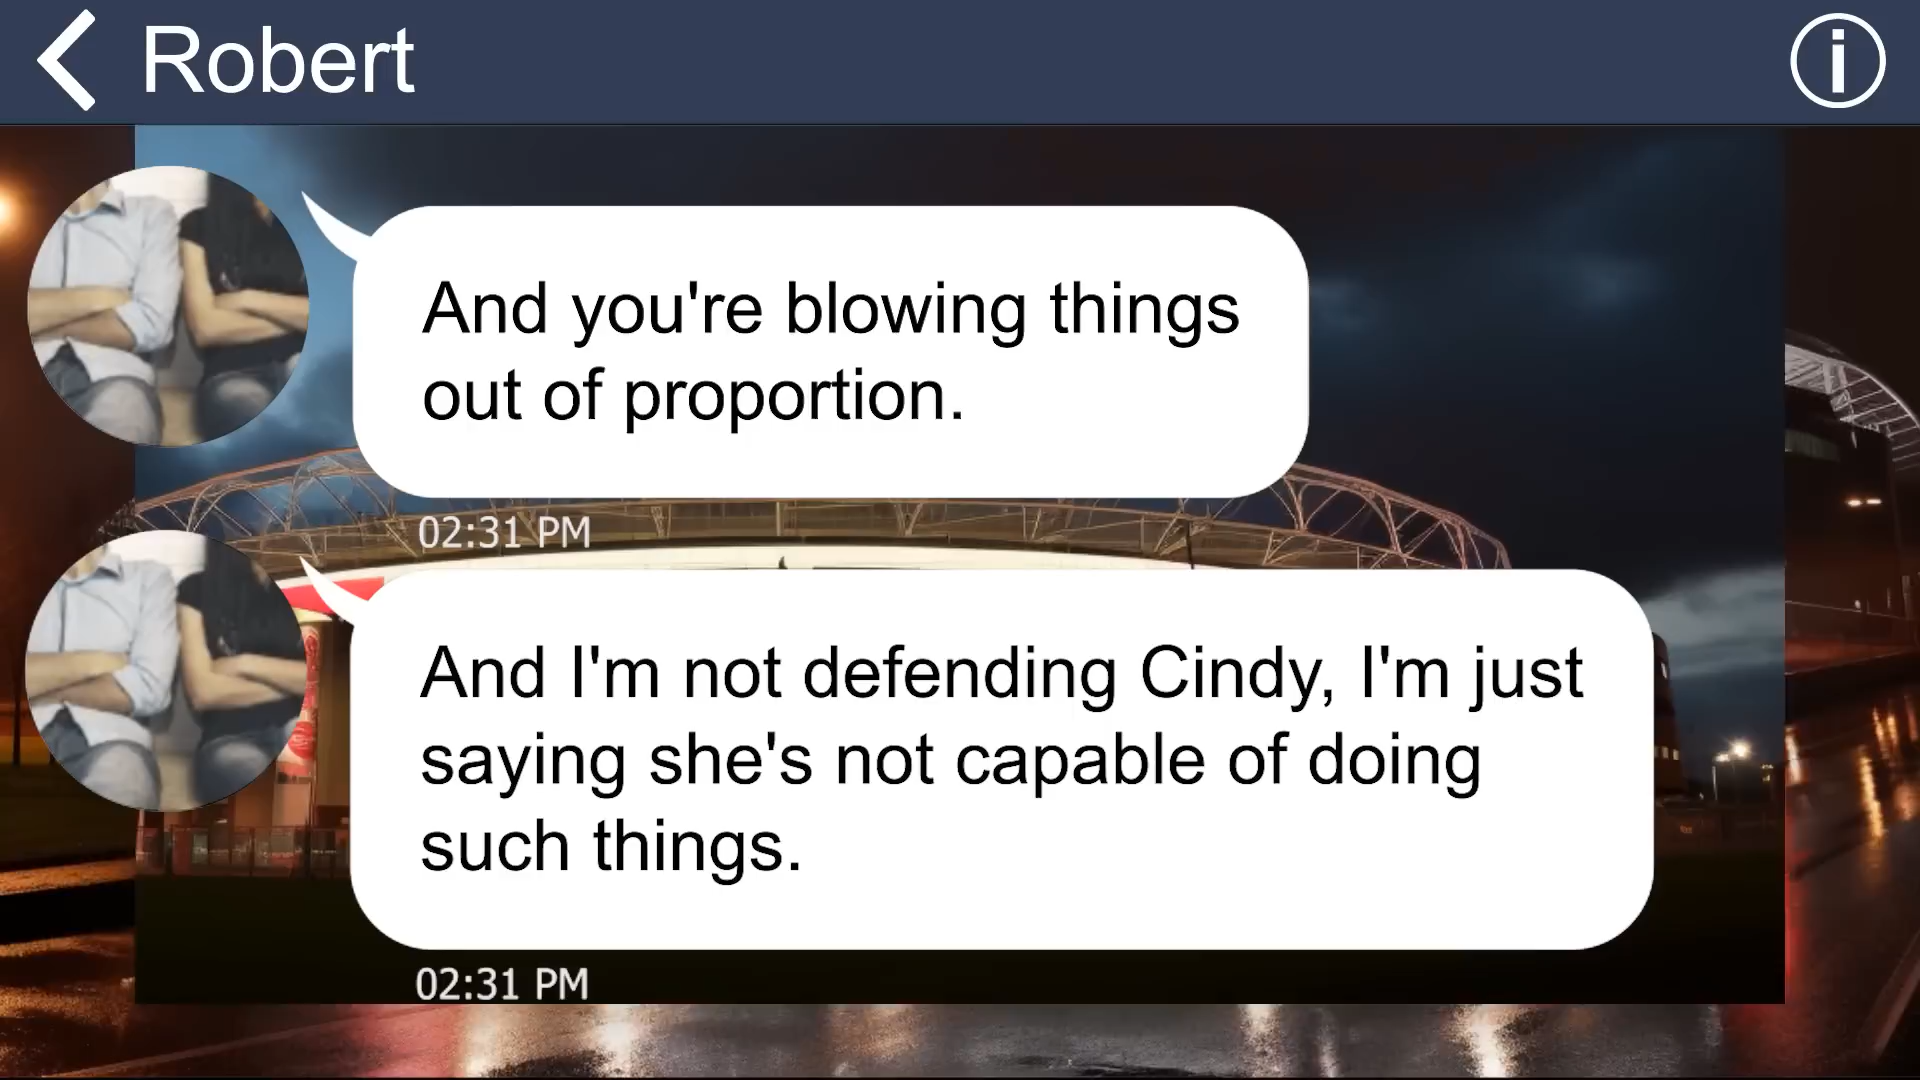 Robert
And you're blowing things
out of proportion.
02:31 PM
And I'm not defending Cindy, I'm just
saying she's not capable of doing
such things.
02:31 PM